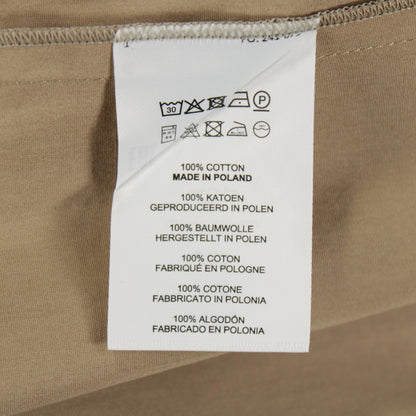 30
P
100% COTTON
MADE IN POLAND
100% KATOEN
GEPRODUCEERD IN POLEN
100% BAUMWOLLE
HERGESTELLT IN POLEN
100% COTON
FABRIQUÉ EN POLOGNE
100% COTONE
FABBRICATO IN POLONIA
100% ALGODÓN
FABRICADO EN POLONIA